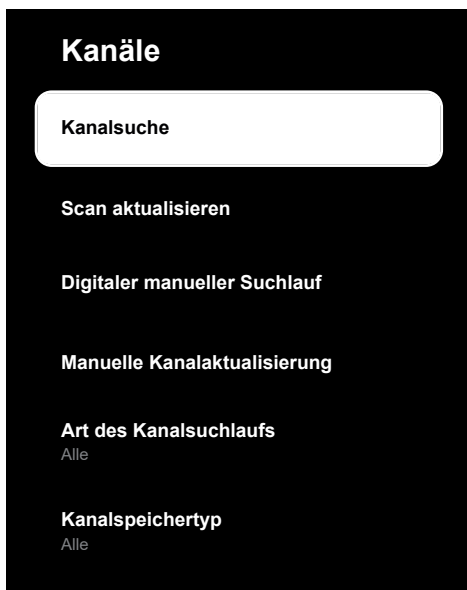 Kanäle
Kanalsuche
Scan aktualisieren
Digitaler manueller Suchlauf
Manuelle Kanalaktualisierung
Art des Kanalsuchlaufs
Alle
Kanalspeichertyp
Alle